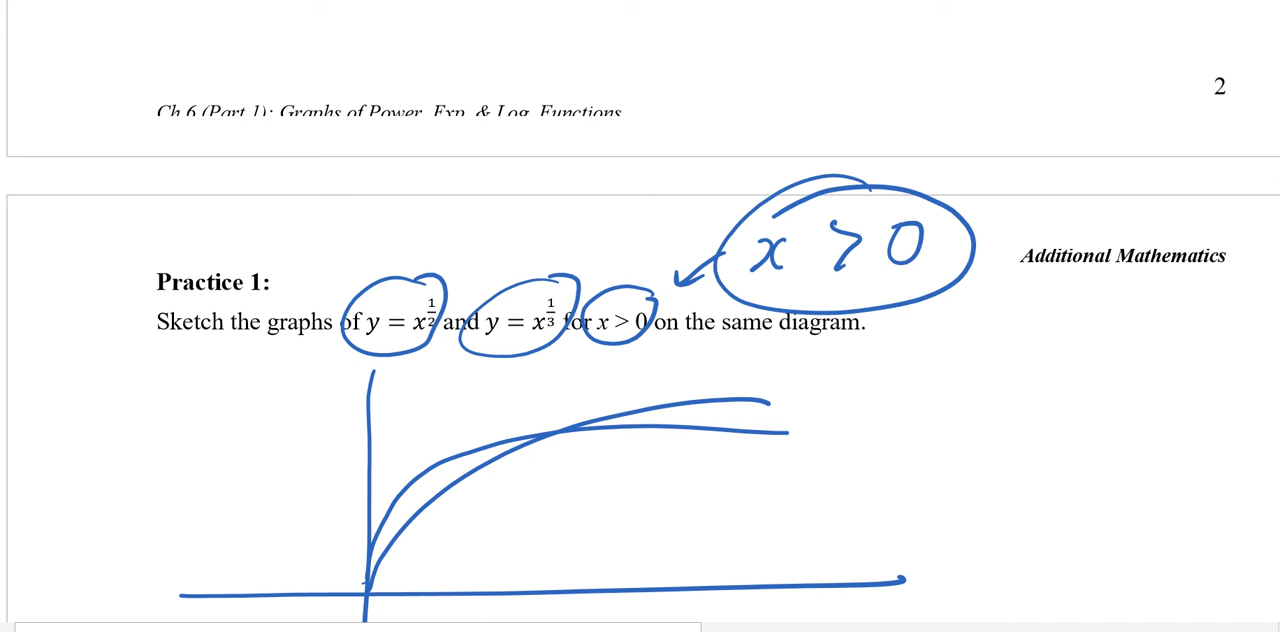 2
Ch 6 (Part 1): Graphs of Power, Exp. & Log. Functions
x > 0
Additional Mathematics
Practice 1:
Sketch the graphs of y = x^{1/2} and y = x^{1/3} for x > 0 on the same diagram.